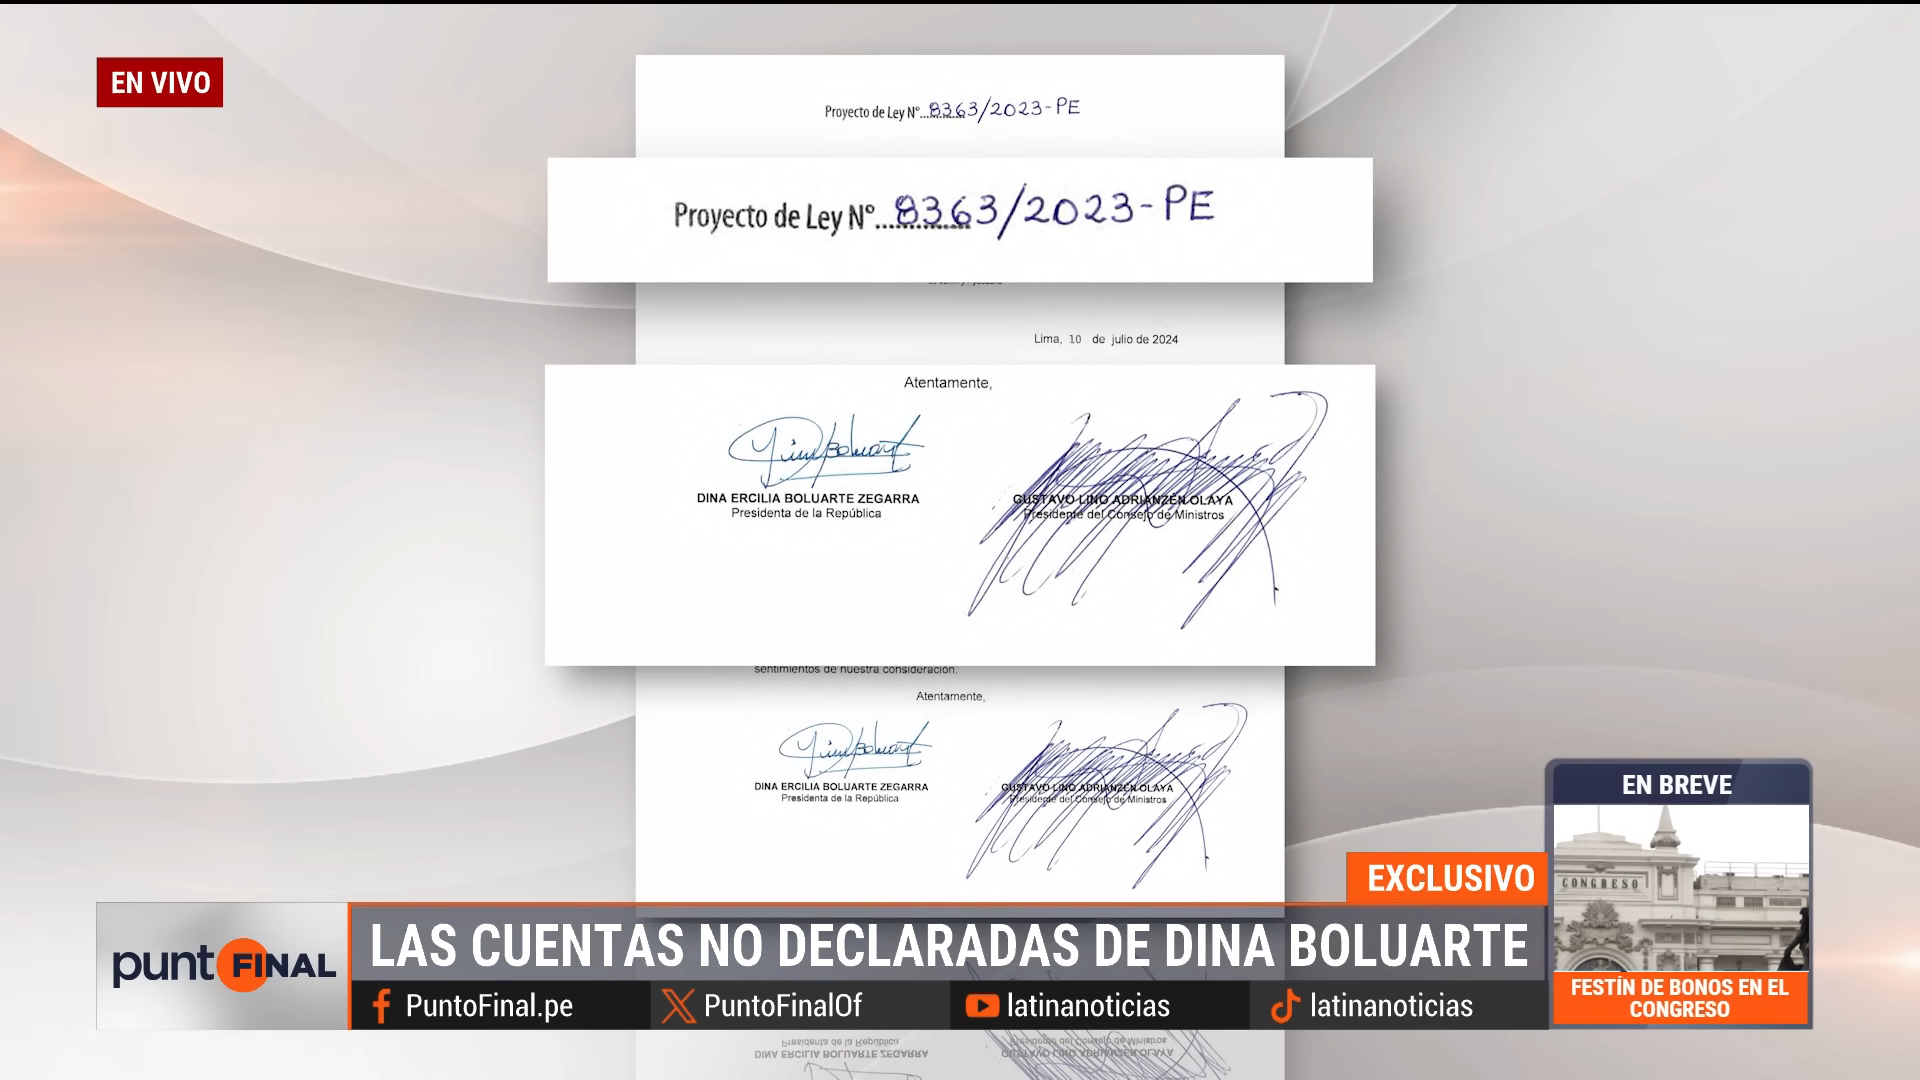 EN VIVO
Proyecto de Ley N°. 8363/2023-PE
Proyecto de Ley N°. 8363/2023-PE
Lima, 10 de julio de 2024
Atentamente,
DINA ERCILIA BOLUARTE ZEGARRA
Presidenta de la República
GUSTAVO LINO ADRIANZÉN OLAYA
Presidente del Consejo de Ministros
sentimientos de nuestra consideración.
Atentamente,
DINA ERCILIA BOLUARTE ZEGARRA
Presidenta de la República
GUSTAVO LINO ADRIANZÉN OLAYA
Presidente del Consejo de Ministros
EN BREVE
CONGRESO
FESTÍN DE BONOS EN EL
CONGRESO
EXCLUSIVO
punto FINAL
LAS CUENTAS NO DECLARADAS DE DINA BOLUARTE
PuntoFinal.pe
PuntoFinalOf
latinanoticias
latinanoticias